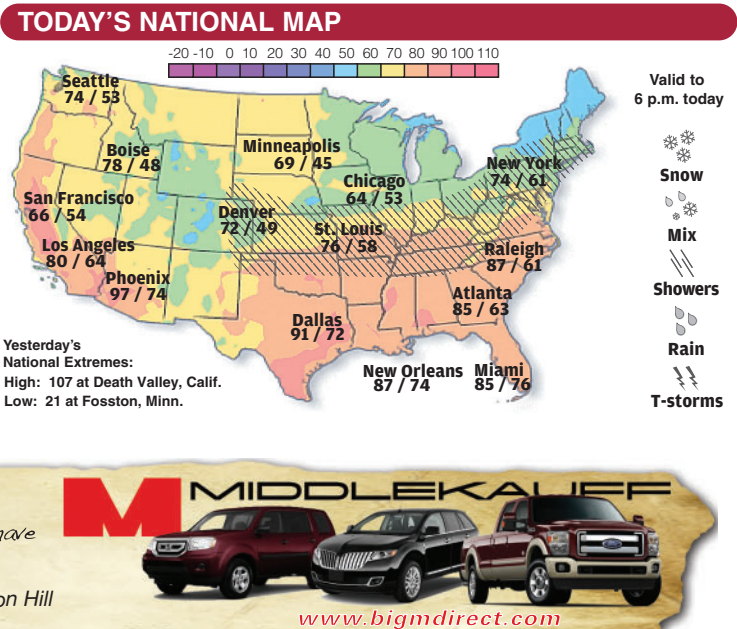 TODAY'S NATIONAL MAP
-20 -10 0 10 20 30 40 50 60 70 80 90 100 110
Valid to
6 p.m. today
Seattle
74 / 53
Boise
78 / 48
Minneapolis
69 / 45
Chicago
64 / 53
New York
74 / 61
San Francisco
66 / 54
Denver
72 / 49
St. Louis
76 / 58
Los Angeles
80 / 64
Phoenix
97 / 74
Raleigh
87 / 61
Atlanta
85 / 63
Dallas
91 / 72
New Orleans
87 / 74
Miami
85 / 76
Snow
Mix
Showers
Rain
T-storms
Yesterday's
National Extremes:
High: 107 at Death Valley, Calif.
Low: 21 at Fosston, Minn.
MIDDLEKAUFF
on Hill
www.bigmdirect.com